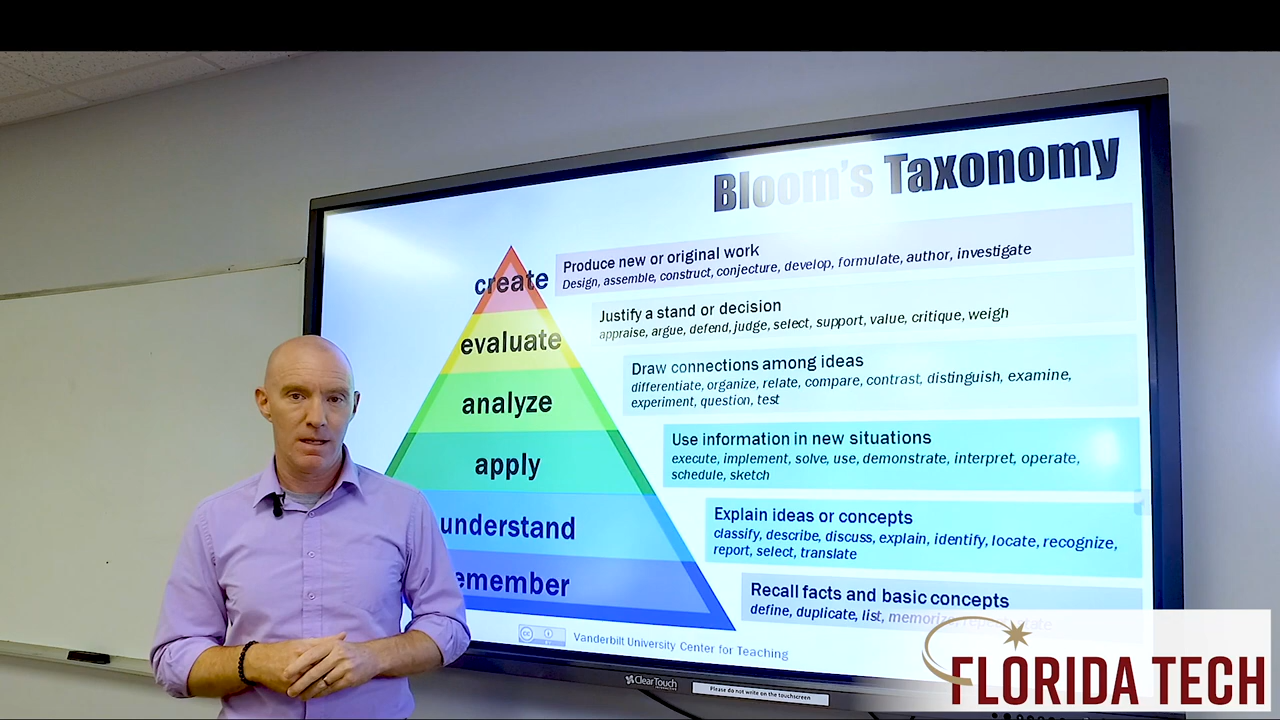 Bloom's Taxonomy
create
Produce new or original work
Design, assemble, construct, conjecture, develop, formulate, author, investigate
evaluate
Justify a stand or decision
appraise, argue, defend, judge, select, support, value, critique, weigh
analyze
Draw connections among ideas
differentiate, organize, relate, compare, contrast, distinguish, examine,
experiment, question, test
apply
Use information in new situations
execute, implement, solve, use, demonstrate, interpret, operate,
schedule, sketch
understand
Explain ideas or concepts
classify, describe, discuss, explain, identify, locate, recognize,
report, select, translate
emember
Recall facts and basic concepts
define, duplicate, list, memorize, repeat, state
cc
Vanderbilt University Center for Teaching
ClearTouch
Please do not write on the touchscreen
FLORIDA TECH